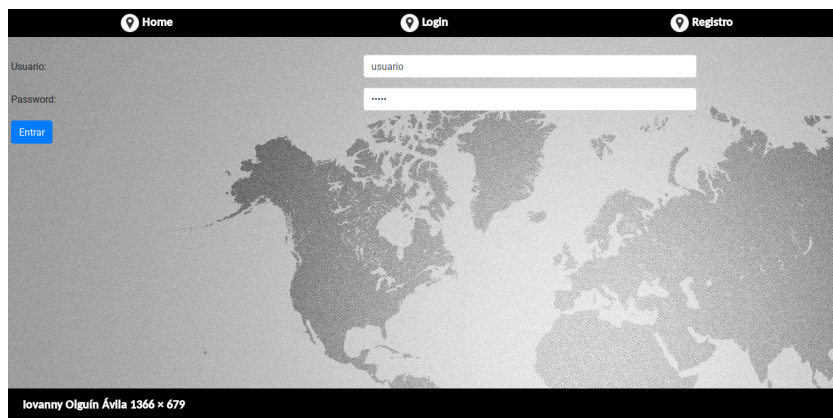 Home Login Registro
Usuario: usuario
Password: •••••
Entrar
Iovanny Olguín Ávila 1366 × 679